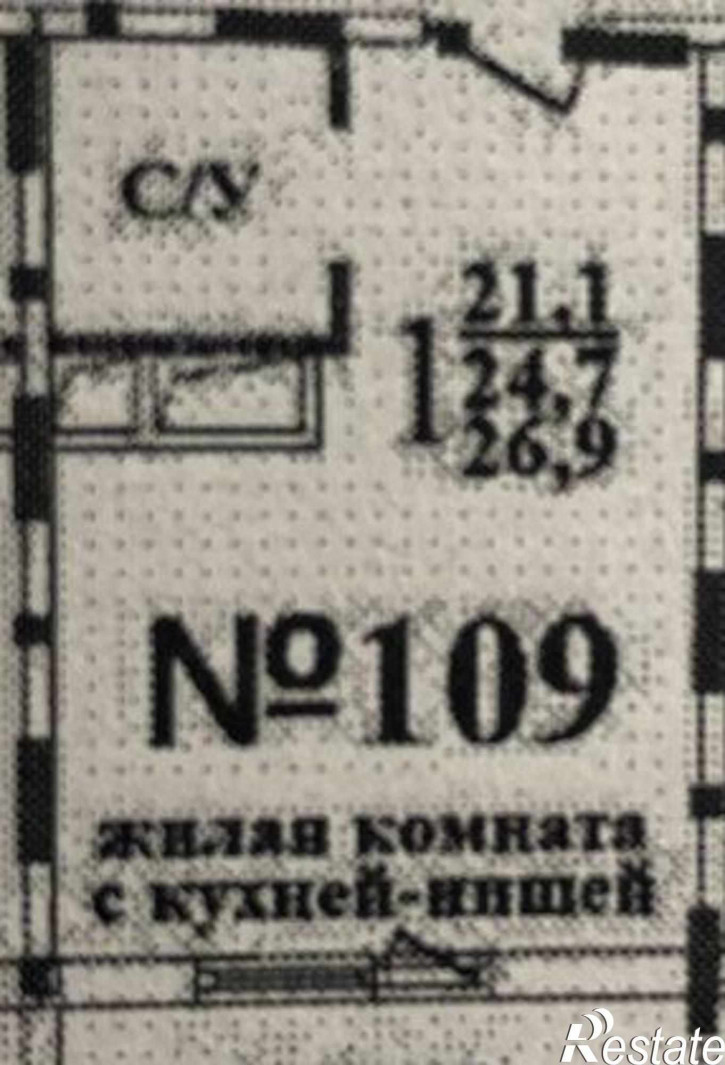 С/У
21,1
1 24,7
26,9
№109
жилая комната
с кухней-нишей
Restate